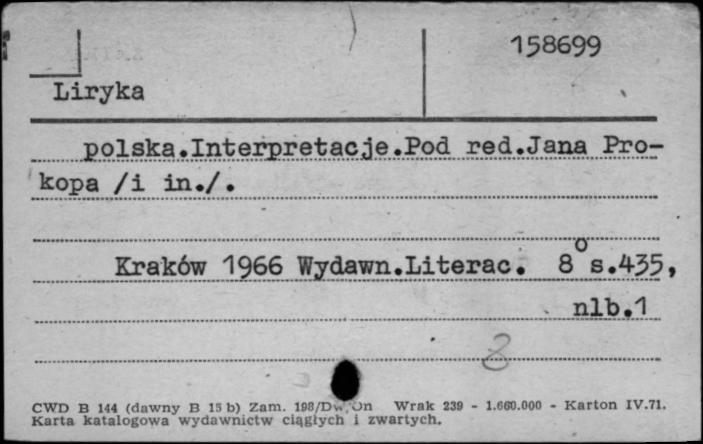 158699
Liryka
polska.Interpretacje.Pod red.Jana Pro-
kopa /i in./.
Kraków 1966 Wydawn.Literac. 8° s.435,
nlb.1
8
CWD B 144 (dawny B 15 b) Zam. 198/Dw/On Wrak 239 - 1.660.000 - Karton IV.71.
Karta katalogowa wydawnictw ciągłych i zwartych.